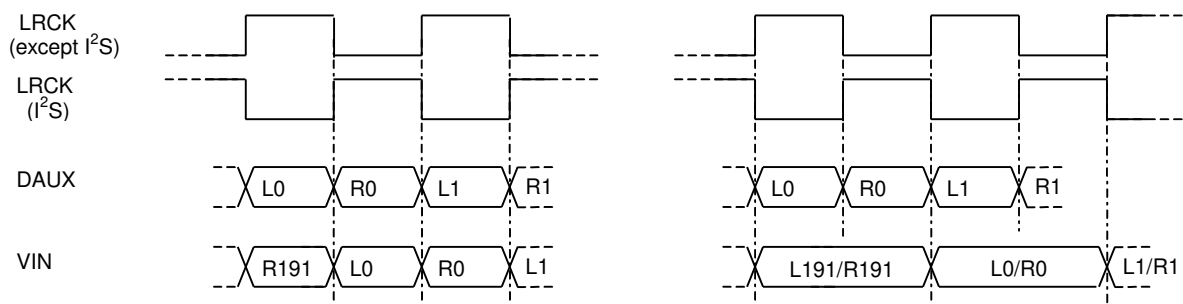 LRCK
(except I²S)
LRCK
(I²S)
DAUX L0 R0 L1 R1 L0 R0 L1 R1
VIN R191 L0 R0 L1 L191/R191 L0/R0 L1/R1